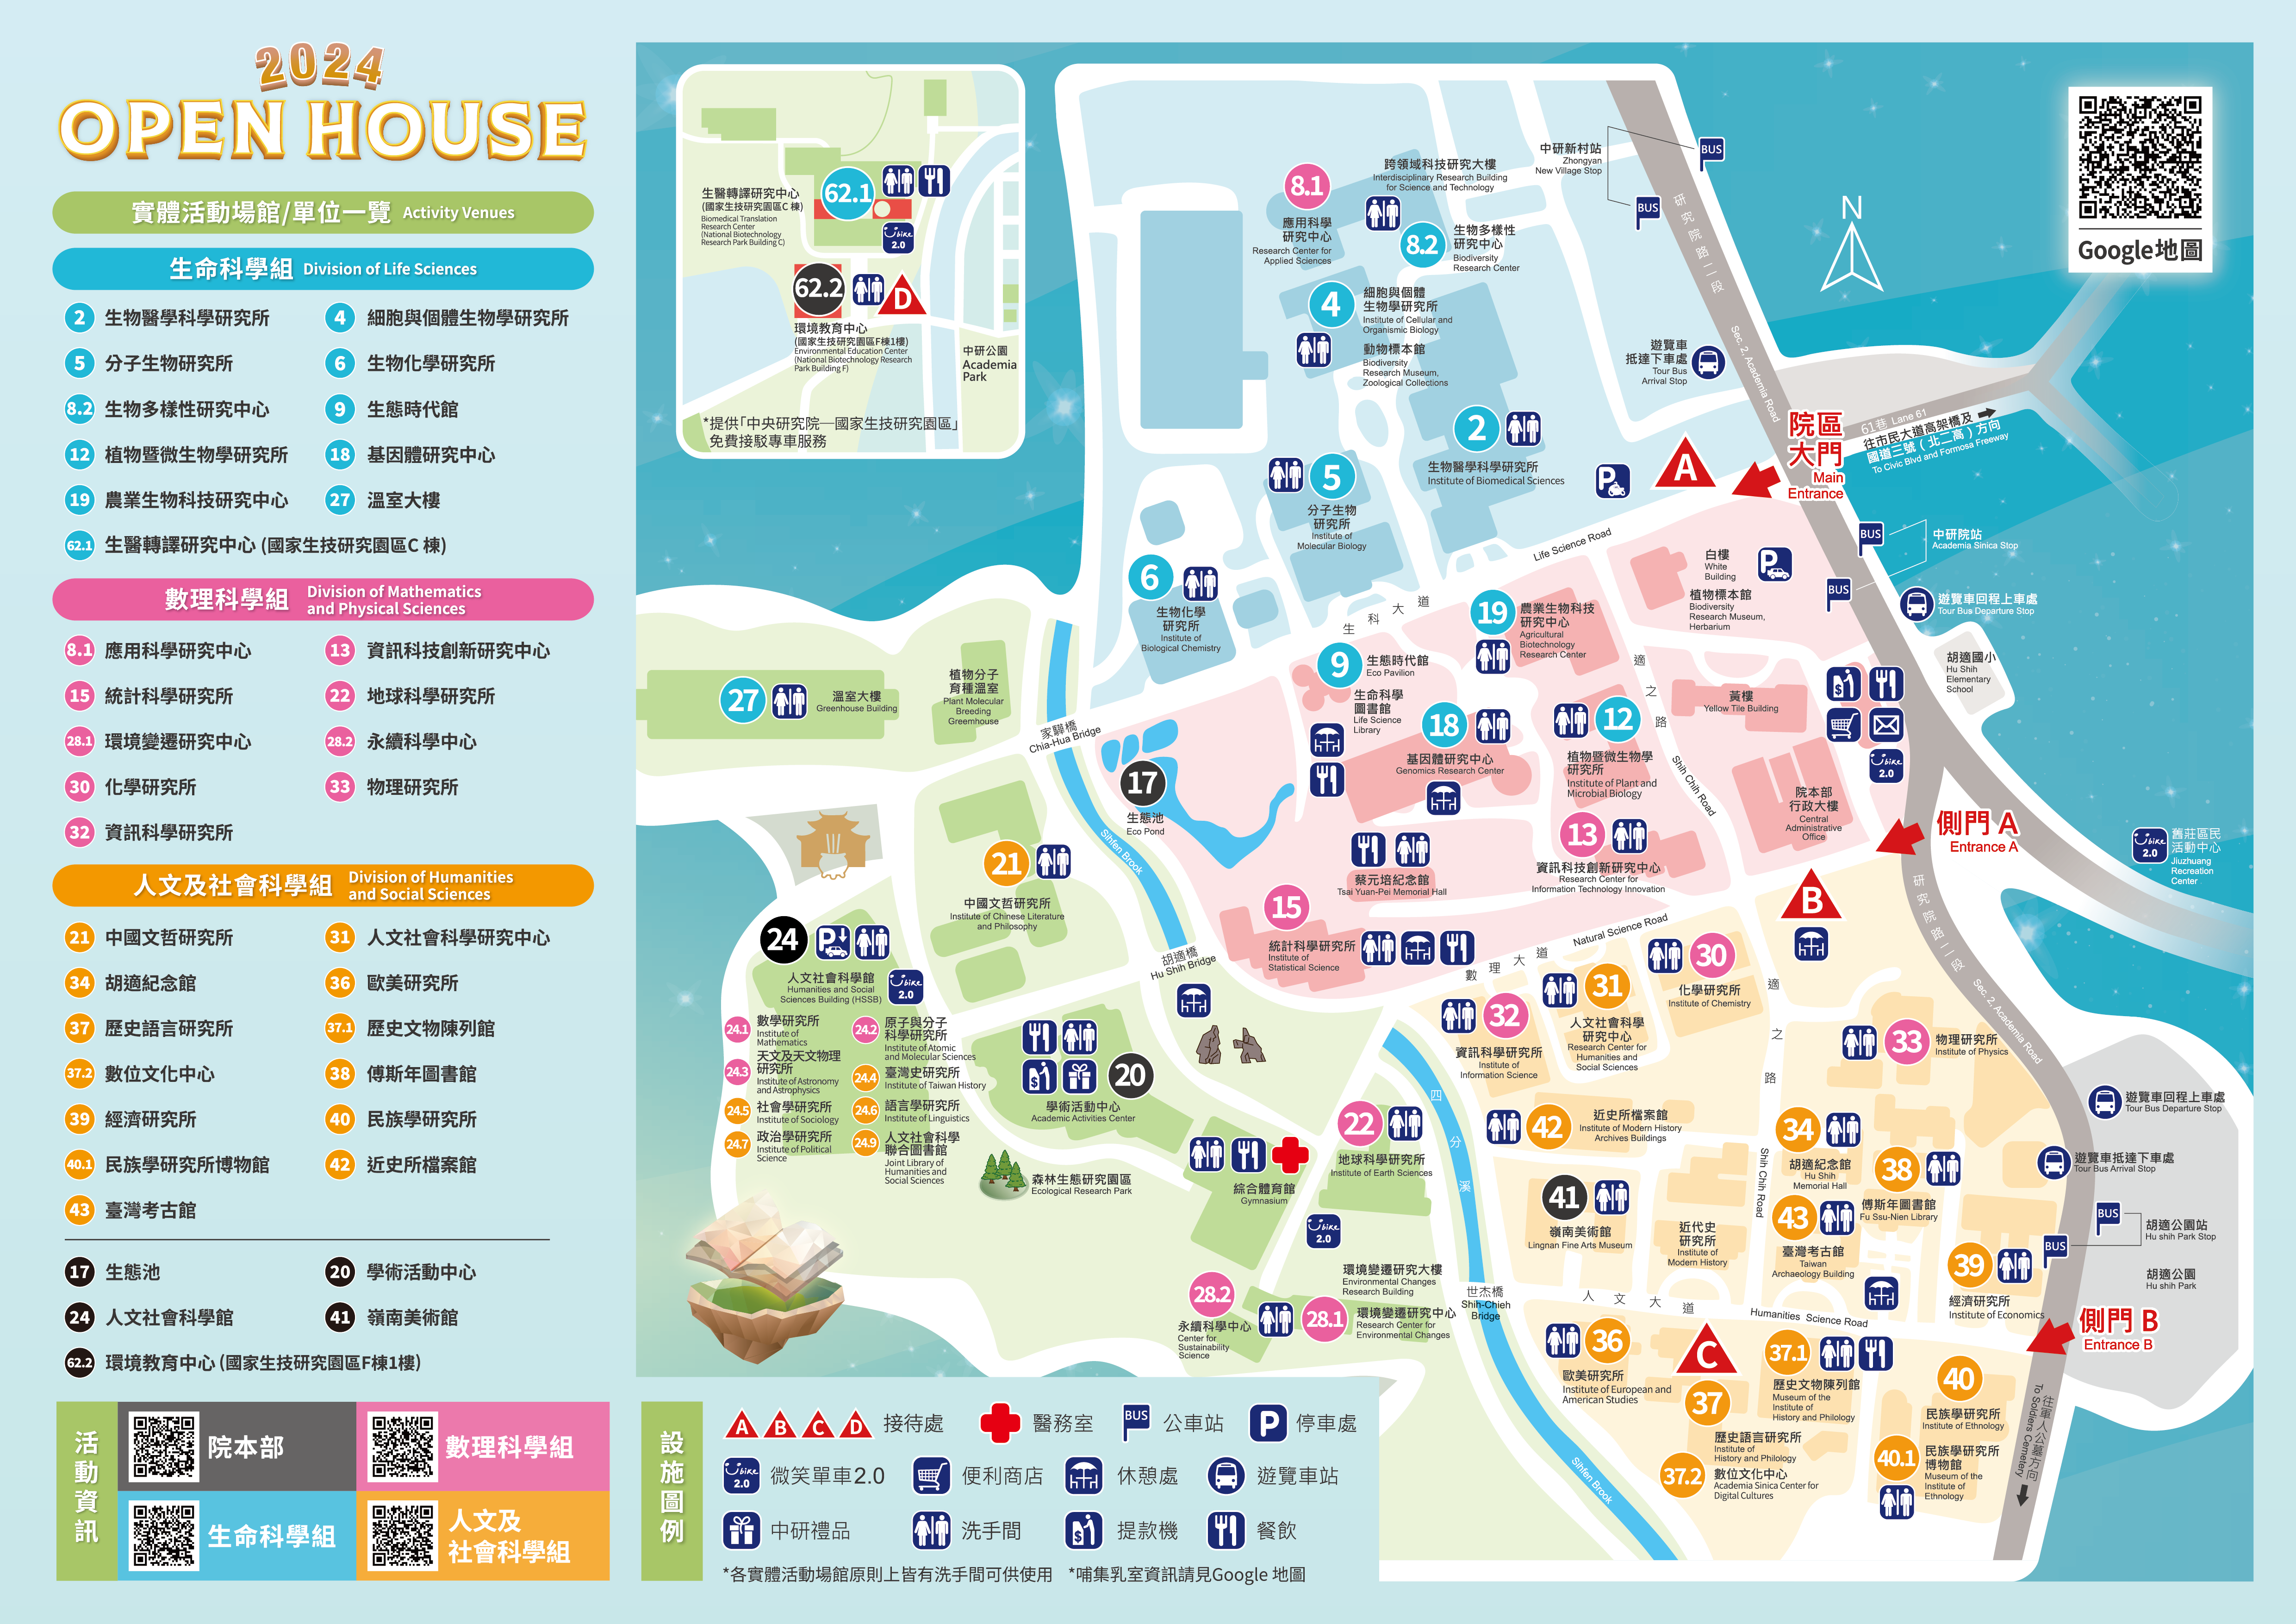 2024
OPEN HOUSE
實體活動場館/單位一覽 Activity Venues
生命科學組 Division of Life Sciences
2 生物醫學科學研究所
4 細胞與個體生物學研究所
5 分子生物研究所
6 生物化學研究所
8.2 生物多樣性研究中心
9 生態時代館
12 植物暨微生物學研究所
18 基因體研究中心
19 農業生物科技研究中心
27 溫室大樓
62.1 生醫轉譯研究中心 (國家生技研究園區C 棟)
數理科學組 Division of Mathematics
and Physical Sciences
8.1 應用科學研究中心
13 資訊科技創新研究中心
15 統計科學研究所
22 地球科學研究所
28.1 環境變遷研究中心
28.2 永續科學中心
30 化學研究所
33 物理研究所
32 資訊科學研究所
人文及社會科學組 Division of Humanities
and Social Sciences
21 中國文哲研究所
31 人文社會科學研究中心
34 胡適紀念館
36 歐美研究所
37 歷史語言研究所
37.1 歷史文物陳列館
37.2 數位文化中心
38 傅斯年圖書館
39 經濟研究所
40 民族學研究所
40.1 民族學研究所博物館
42 近史所檔案館
43 臺灣考古館
17 生態池
20 學術活動中心
24 人文社會科學館
41 嶺南美術館
62.2 環境教育中心 (國家生技研究園區F棟1樓)
活動資訊
院本部
數理科學組
生命科學組
人文及
社會科學組
62.1
生醫轉譯研究中心
(國家生技研究園區C 棟)
Biomedical Translation
Research Center
(National Biotechnology
Research Park Building C)
Ubike
2.0
62.2
D
環境教育中心
(國家生技研究園區F棟1樓)
Environmental Education Center
(National Biotechnology Research
Park Building F)
中研公園
Academia
Park
*提供「中央研究院─國家生技研究園區」
免費接駁專車服務
8.1
應用科學
研究中心
Research Center for
Applied Sciences
跨領域科技研究大樓
Interdisciplinary Research Building
for Science and Technology
8.2
生物多樣性
研究中心
Biodiversity
Research Center
中研新村站
Zhongyan
New Village Stop
BUS
BUS
研究院路二段
Sec. 2, Academia Road
N
Google地圖
4
細胞與個體
生物學研究所
Institute of Cellular and
Organismic Biology
動物標本館
Biodiversity
Research Museum,
Zoological Collections
遊覽車
抵達下車處
Tour Bus
Arrival Stop
2
生物醫學科學研究所
Institute of Biomedical Sciences
5
分子生物
研究所
Institute of
Molecular Biology
P
A
院區
大門
Main
Entrance
61巷 Lane 61
往市民大道高架橋及
國道三號（北二高）方向
To Civic Blvd and Formosa Freeway
6
生物化學
研究所
Institute of
Biological Chemistry
Life Science Road
生科大道
BUS
BUS
中研院站
Academia Sinica Stop
遊覽車回程上車處
Tour Bus Departure Stop
白樓
White
Building
P
植物標本館
Biodiversity
Research Museum,
Herbarium
19
農業生物科技
研究中心
Agricultural
Biotechnology
Research Center
9
生態時代館
Eco Pavilion
生命科學
圖書館
Life Science
Library
18
基因體研究中心
Genomics Research Center
12
植物暨微生物學
研究所
Institute of Plant and
Microbial Biology
適之路
Shih Chih Road
黃樓
Yellow Tile Building
胡適國小
Hu Shih
Elementary
School
Ubike
2.0
院本部
行政大樓
Central
Administrative
Office
側門 A
Entrance A
Ubike
2.0
舊莊區民
活動中心
Jiuzhuang
Recreation
Center
27
溫室大樓
Greenhouse Building
植物分子
育種溫室
Plant Molecular
Breeding
Greemhouse
家驊橋
Chia-Hua Bridge
17
生態池
Eco Pond
Sihfen Brook
13
資訊科技創新研究中心
Research Center for
Information Technology Innovation
蔡元培紀念館
Tsai Yuan-Pei Memorial Hall
15
統計科學研究所
Institute of
Statistical Science
B
研究院路二段
Sec. 2, Academia Road
21
中國文哲研究所
Institute of Chinese Literature
and Philosophy
24
P
人文社會科學館
Humanities and Social
Sciences Building (HSSB)
Ubike
2.0
24.1 數學研究所
Institute of
Mathematics
24.2 原子與分子
科學研究所
Institute of Atomic
and Molecular Sciences
24.3 天文及天文物理
研究所
Institute of Astronomy
and Astrophysics
24.4 臺灣史研究所
Institute of Taiwan History
24.5 社會學研究所
Institute of Sociology
24.6 語言學研究所
Institute of Linguistics
24.7 政治學研究所
Institute of Political
Science
24.9 人文社會科學
聯合圖書館
Joint Library of
Humanities and
Social Sciences
胡適橋
Hu Shih Bridge
20
學術活動中心
Academic Activities Center
森林生態研究園區
Ecological Research Park
綜合體育館
Gymnasium
Ubike
2.0
22
地球科學研究所
Institute of Earth Sciences
四分溪
數理大道
Natural Science Road
30
化學研究所
Institute of Chemistry
31
人文社會科學
研究中心
Research Center for
Humanities and
Social Sciences
32
資訊科學研究所
Institute of
Information Science
適之路
Shih Chih Road
33
物理研究所
Institute of Physics
42
近史所檔案館
Institute of Modern History
Archives Buildings
34
胡適紀念館
Hu Shih
Memorial Hall
38
傅斯年圖書館
Fu Ssu-Nien Library
41
嶺南美術館
Lingnan Fine Arts Museum
近代史
研究所
Institute of
Modern History
43
臺灣考古館
Taiwan
Archaeology Building
39
經濟研究所
Institute of Economics
遊覽車回程上車處
Tour Bus Departure Stop
遊覽車抵達下車處
Tour Bus Arrival Stop
BUS
BUS
胡適公園站
Hu shih Park Stop
胡適公園
Hu shih Park
側門 B
Entrance B
28.2
永續科學中心
Center for
Sustainability
Science
環境變遷研究大樓
Environmental Changes
Research Building
28.1
環境變遷研究中心
Research Center for
Environmental Changes
世杰橋
Shih-Chieh
Bridge
人文大道
Humanities Science Road
36
歐美研究所
Institute of European and
American Studies
C
37
歷史語言研究所
Institute of
History and Philology
37.1
歷史文物陳列館
Museum of the
Institute of
History and Philology
37.2
數位文化中心
Academia Sinica Center for
Digital Cultures
40
民族學研究所
Institute of Ethnology
40.1
民族學研究所
博物館
Museum of the
Institute of
Ethnology
往軍人公墓方向
To Soldiers Cemetery
Sihfen Brook
設施圖例
A B C D 接待處
醫務室
BUS 公車站
P 停車處
Ubike 2.0 微笑單車2.0
便利商店
休憩處
遊覽車站
中研禮品
洗手間
提款機
餐飲
*各實體活動場館原則上皆有洗手間可供使用 *哺集乳室資訊請見Google 地圖